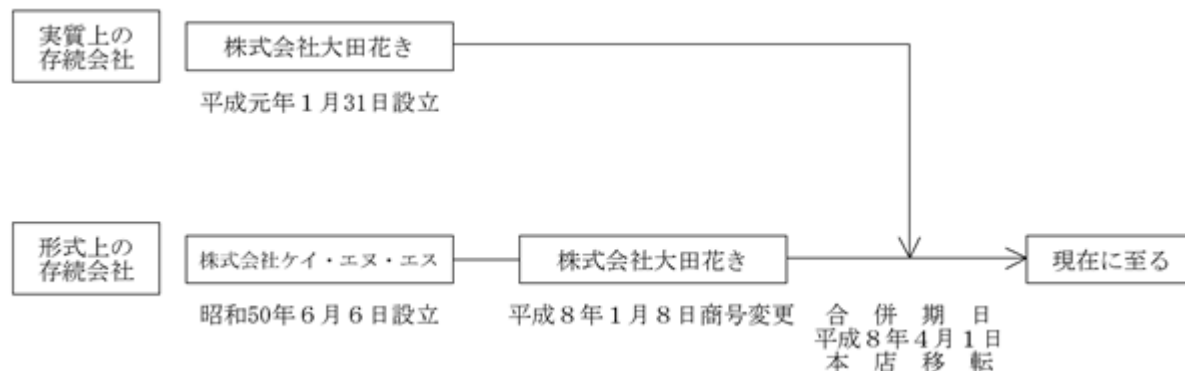 実質上の
存続会社
株式会社大田花き
平成元年１月31日設立
形式上の
存続会社
株式会社ケイ・エヌ・エス
株式会社大田花き
現在に至る
昭和50年６月６日設立
平成８年１月８日商号変更
合併期日
平成８年４月１日
本店移転